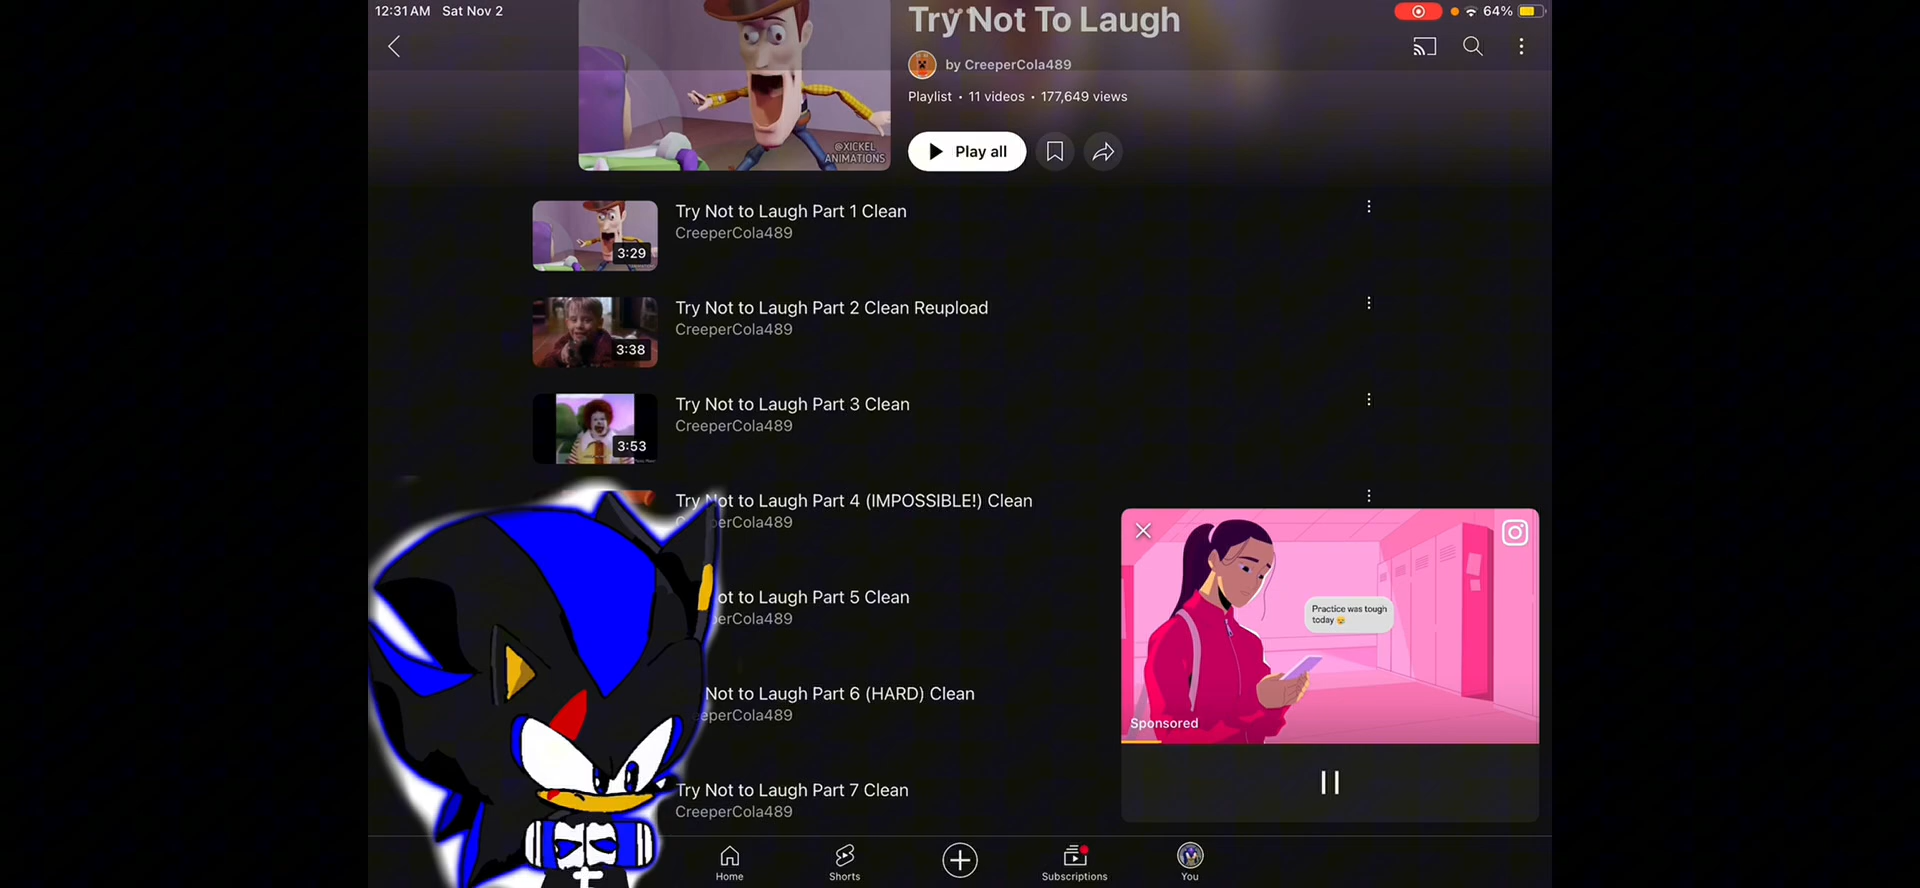 12:31 AM Sat Nov 2
64%
Try Not To Laugh
by CreeperCola489
Playlist • 11 videos • 177,649 views
@XICKEL
ANIMATIONS
Play all
Try Not to Laugh Part 1 Clean
CreeperCola489
3:29
Try Not to Laugh Part 2 Clean Reupload
CreeperCola489
3:38
Try Not to Laugh Part 3 Clean
CreeperCola489
3:53
Try Not to Laugh Part 4 (IMPOSSIBLE!) Clean
perCola489
ot to Laugh Part 5 Clean
perCola489
Not to Laugh Part 6 (HARD) Clean
eperCola489
Try Not to Laugh Part 7 Clean
CreeperCola489
Practice was tough
today
Sponsored
Home
Shorts
Subscriptions
You